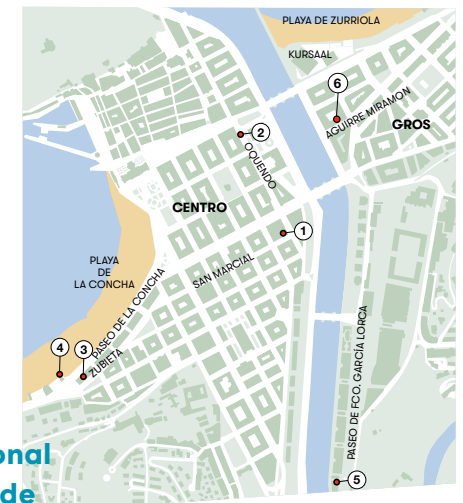 PLAYA DE ZURRIOLA
KURSAAL
6
AGUIRRE MIRAMON
GROS
2
OQUENDO
CENTRO
1
SAN MARCIAL
PLAYA
DE
LA CONCHA
PASEO DE LA CONCHA
4
3
ZUBIETA
PASEO DE FCO. GARCÍA LORCA
5
onal
de